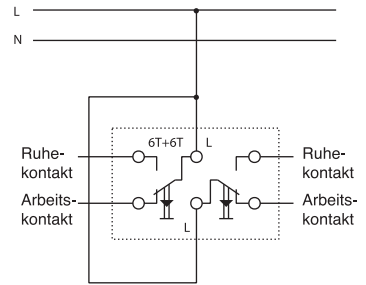 L
N
6T+6T L
Ruhe-
kontakt
Ruhe-
kontakt
Arbeits-
kontakt
Arbeits-
kontakt
L